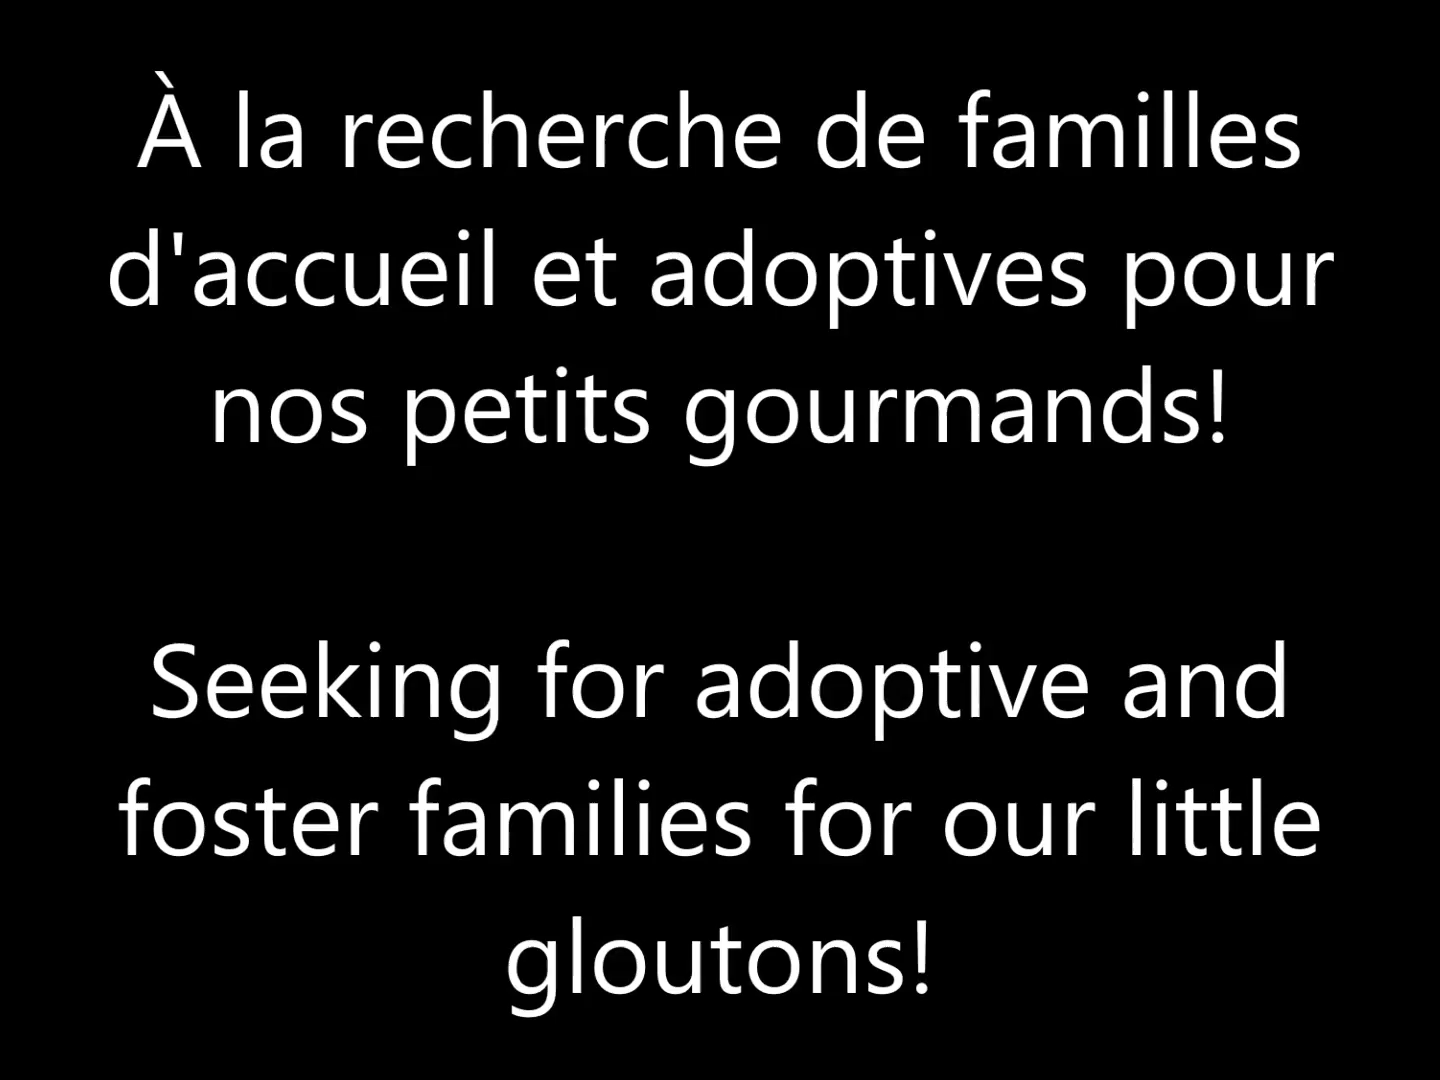 À la recherche de familles
d'accueil et adoptives pour
nos petits gourmands!
Seeking for adoptive and
foster families for our little
gloutons!